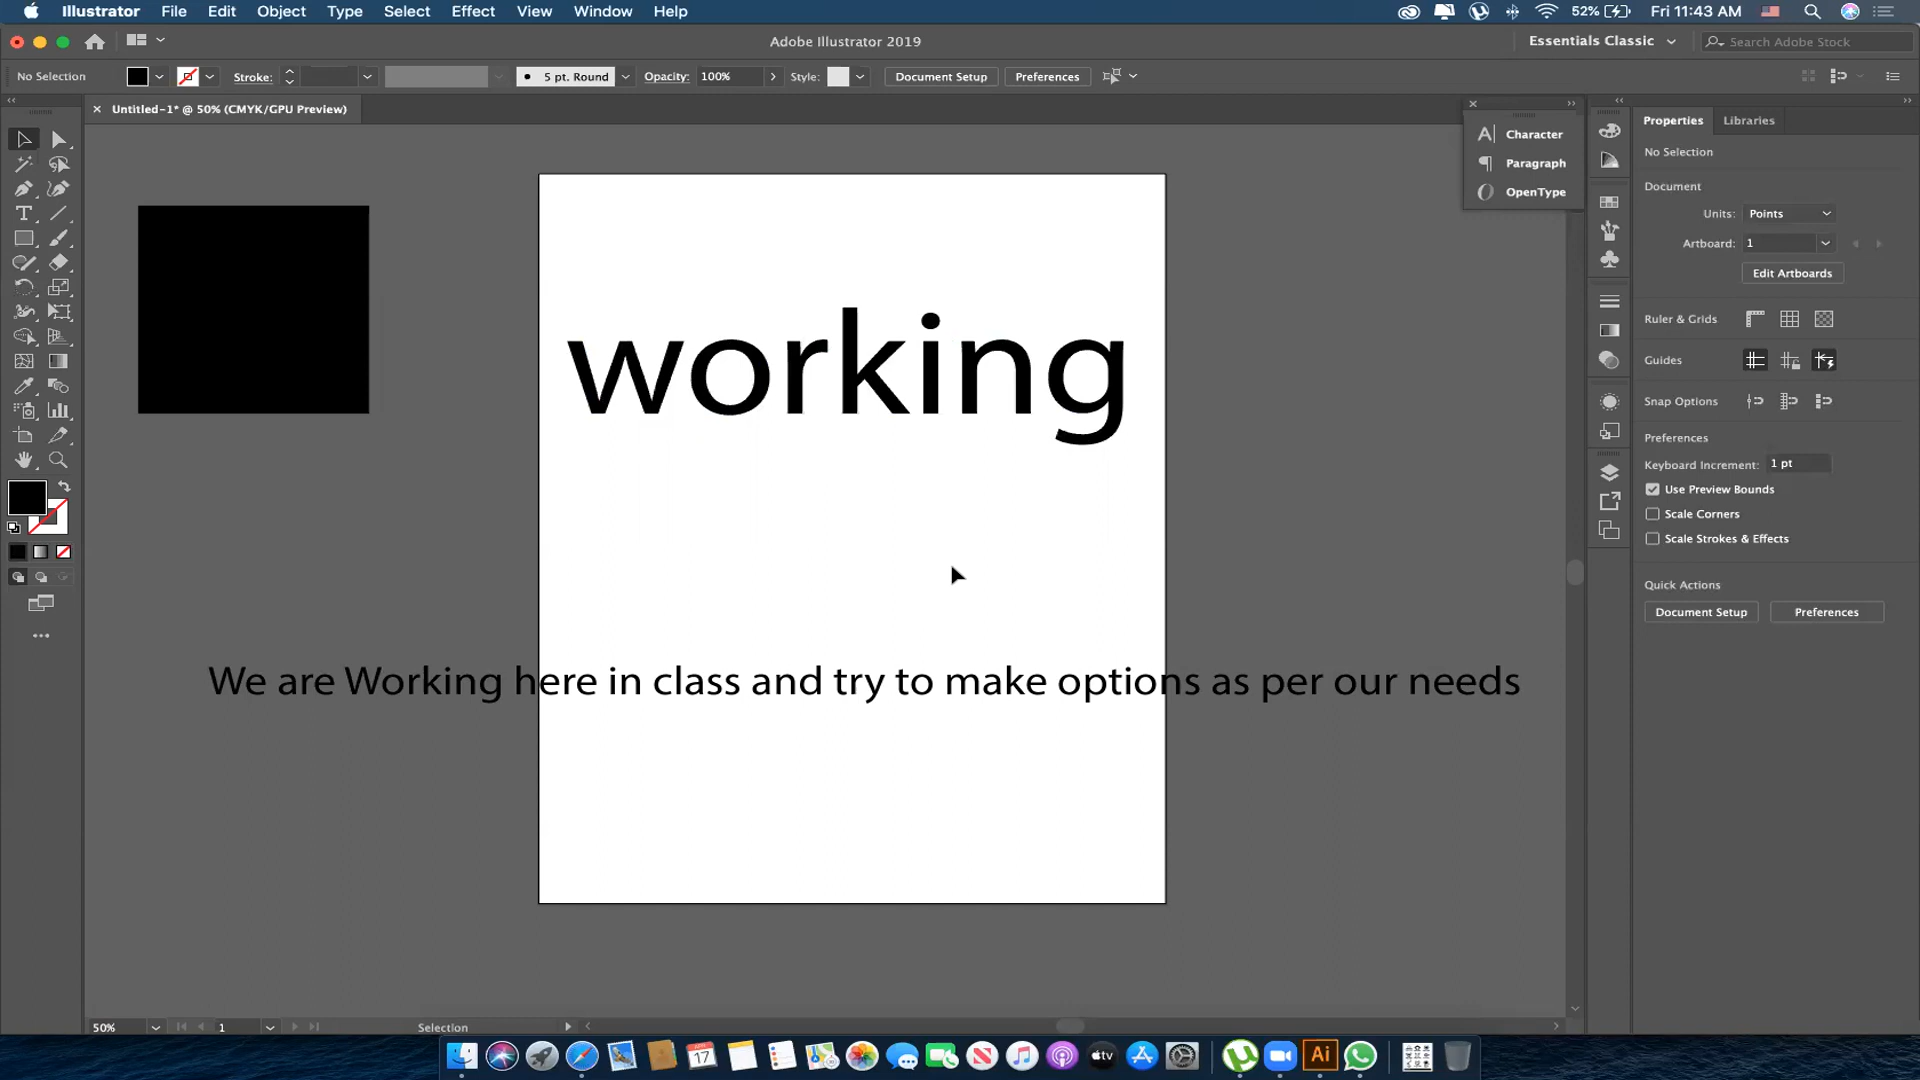 Illustrator File Edit Object Type Select Effect View Window Help 52% Fri 11:43 AM
Adobe Illustrator 2019 Essentials Classic Search Adobe Stock
No Selection Stroke: 5 pt. Round Opacity: 100% Style: Document Setup Preferences
Untitled-1* @ 50% (CMYK/GPU Preview)
Character
Paragraph
OpenType
Properties Libraries
No Selection
Document
Units: Points
Artboard: 1
Edit Artboards
Ruler & Grids
Guides
Snap Options
Preferences
Keyboard Increment: 1 pt
Use Preview Bounds
Scale Corners
Scale Strokes & Effects
Quick Actions
Document Setup Preferences
working
We are Working here in class and try to make options as per our needs
50% 1 Selection
17
tv
Ai